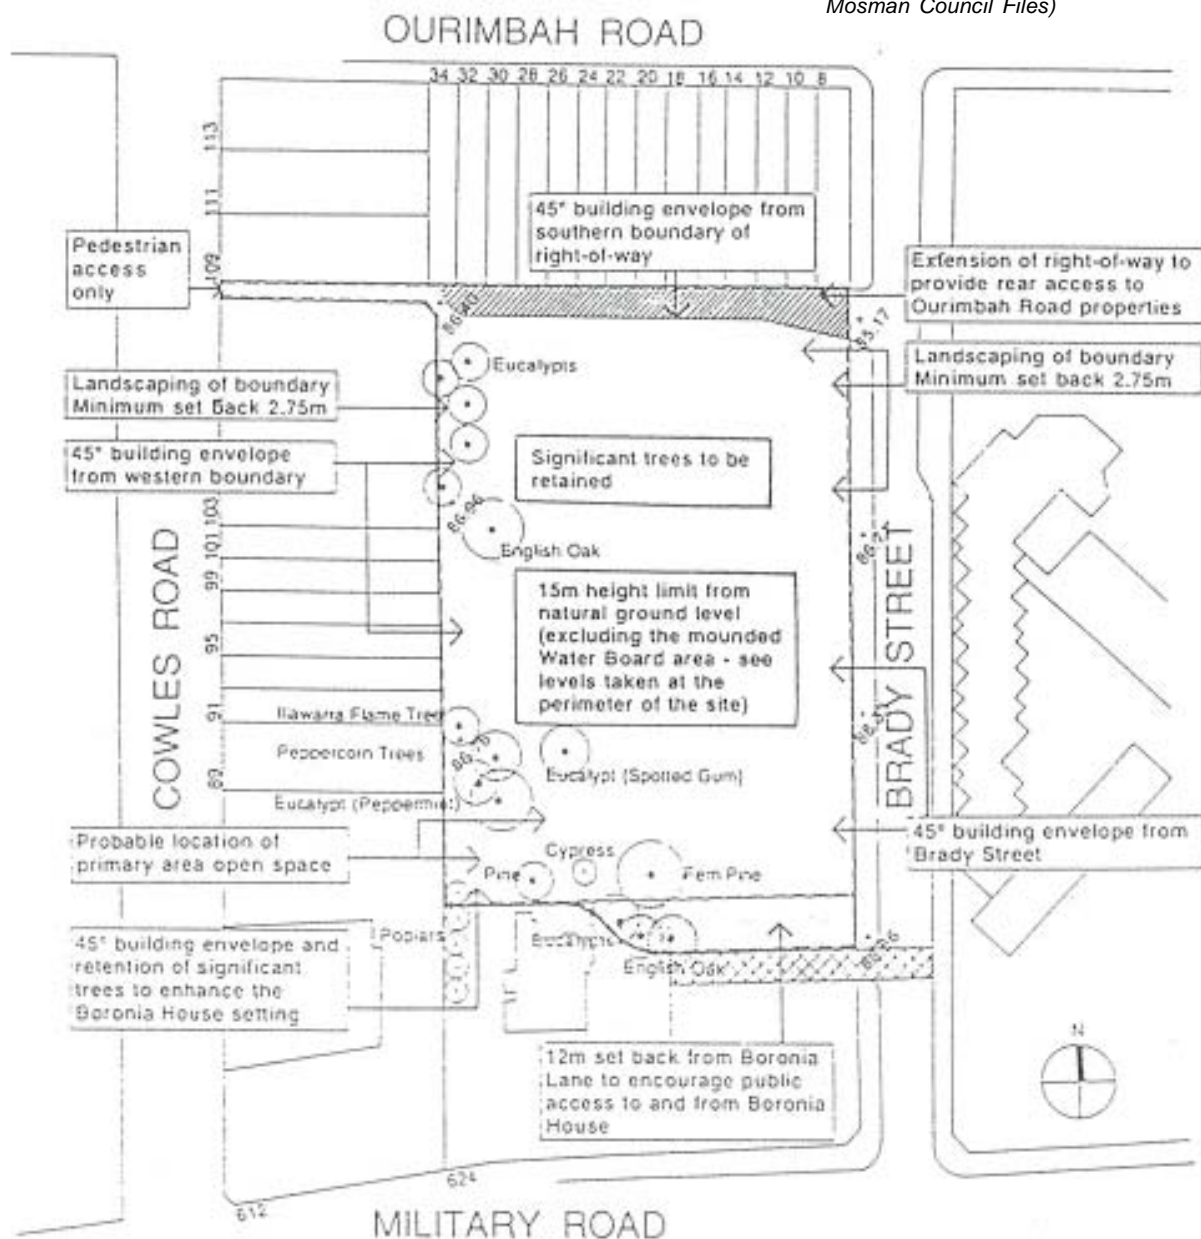 Mosman Council Files)
OURIMBAH ROAD
34 32 30 28 26 24 22 20 18 16 14 12 10 8
113
111
109
45° building envelope from
southern boundary of
right-of-way
Pedestrian
access
only
Extension of right-of-way to
provide rear access to
Ourimbah Road properties
86.40
85.17
Eucalypts
Landscaping of boundary
Minimum set back 2.75m
Landscaping of boundary
Minimum set back 2.75m
45° building envelope
from western boundary
Significant trees to be
retained
86.96
English Oak
103
101
99
95
91
89
COWLES ROAD
BRADY STREET
15m height limit from
natural ground level
(excluding the mounded
Water Board area - see
levels taken at the
perimeter of the site)
Illawarra Flame Tree
Peppercorn Trees
Eucalypt (Spotted Gum)
Eucalypt (Peppermint)
Probable location of
primary area open space
45° building envelope from
Brady Street
Cypress
Pine
Fern Pine
Poplars
Eucalypts
English Oak
45° building envelope and
retention of significant
trees to enhance the
Boronia House setting
12m set back from Boronia
Lane to encourage public
access to and from Boronia
House
N
624
612
MILITARY ROAD